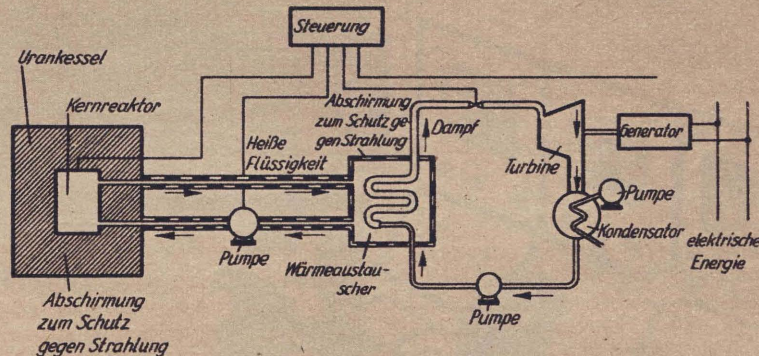 Steuerung
Urankessel
Kernreaktor
Heiße
Flüssigkeit
Abschirmung
zum Schutz ge-
gen Strahlung
Dampf
Turbine
Generator
Pumpe
Kondensator
elektrische
Energie
Pumpe
Wärmeaustau-
scher
Pumpe
Abschirmung
zum Schutz
gegen Strahlung